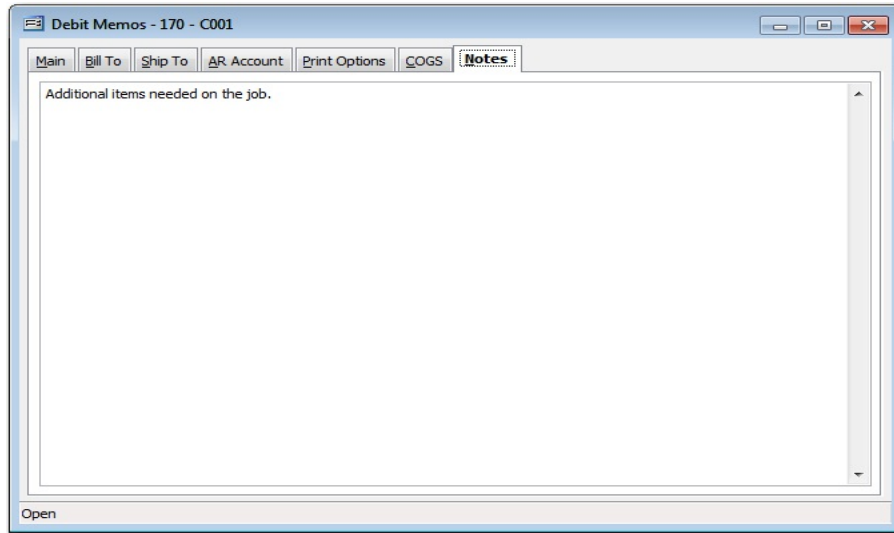 Debit Memos - 170 - C001
Main Bill To Ship To AR Account Print Options COGS Notes
Additional items needed on the job.
Open